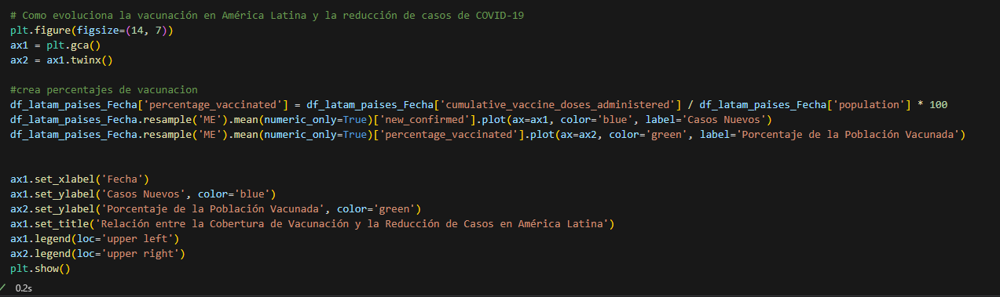 # Como evoluciona la vacunación en América Latina y la reducción de casos de COVID-19
plt.figure(figsize=(14, 7))
ax1 = plt.gca()
ax2 = ax1.twinx()
#crea percentajes de vacunacion
df_latam_paises_Fecha['percentage_vaccinated'] = df_latam_paises_Fecha['cumulative_vaccine_doses_administered'] / df_latam_paises_Fecha['population'] * 100
df_latam_paises_Fecha.resample('ME').mean(numeric_only=True)['new_confirmed'].plot(ax=ax1, color='blue', label='Casos Nuevos')
df_latam_paises_Fecha.resample('ME').mean(numeric_only=True)['percentage_vaccinated'].plot(ax=ax2, color='green', label='Porcentaje de la Población Vacunada')
ax1.set_xlabel('Fecha')
ax1.set_ylabel('Casos Nuevos', color='blue')
ax2.set_ylabel('Porcentaje de la Población Vacunada', color='green')
ax1.set_title('Relación entre la Cobertura de Vacunación y la Reducción de Casos en América Latina')
ax1.legend(loc='upper left')
ax2.legend(loc='upper right')
plt.show()
0.2s